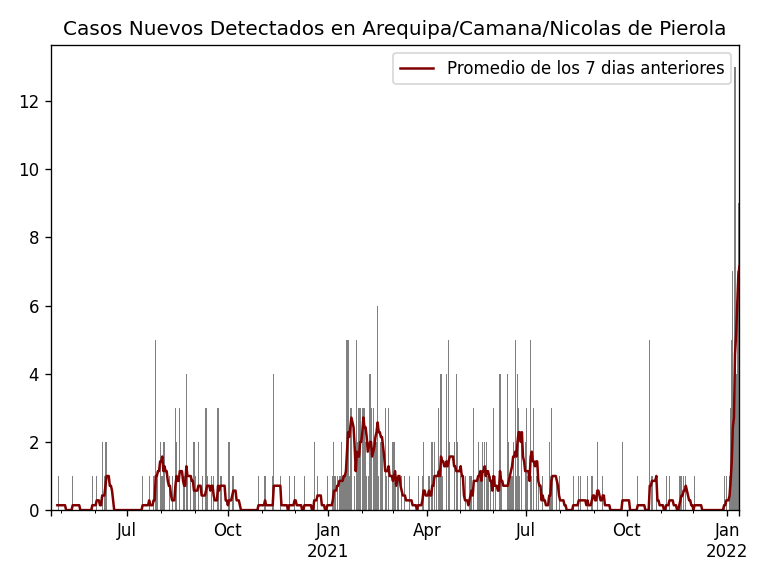 Casos Nuevos Detectados en Arequipa/Camana/Nicolas de Pierola
Promedio de los 7 dias anteriores
12
10
8
6
4
2
0
Jul
Oct
Jan
2021
Apr
Jul
Oct
Jan
2022